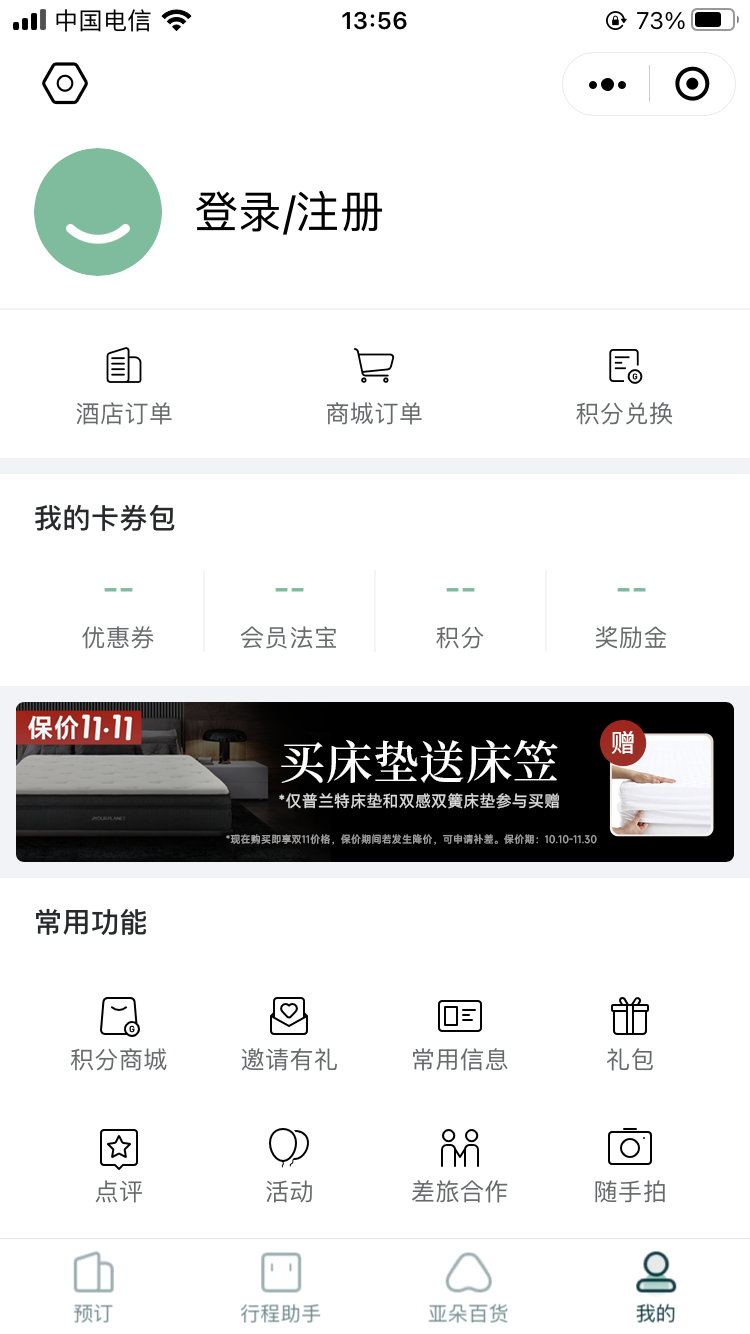 中国电信 13:56 73%
登录/注册
酒店订单 商城订单 积分兑换
我的卡券包
-- -- -- --
优惠券 会员法宝 积分 奖励金
保价11·11
赠
买床垫送床笠
*仅普兰特床垫和双感双簧床垫参与买赠
*现在购买即享双11价格，保价期间若发生降价，可申请补差。保价期：10.10-11.30
常用功能
积分商城 邀请有礼 常用信息 礼包
点评 活动 差旅合作 随手拍
预订 行程助手 亚朵百货 我的